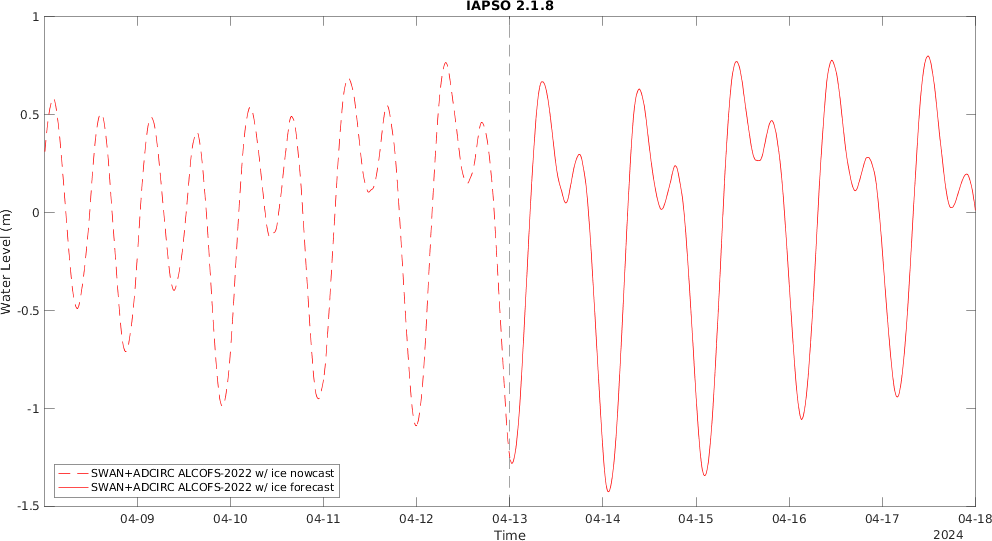 IAPSO 2.1.8
1
0.5
0
-0.5
-1
-1.5
Water Level (m)
SWAN+ADCIRC ALCOFS-2022 w/ ice nowcast
SWAN+ADCIRC ALCOFS-2022 w/ ice forecast
04-09 04-10 04-11 04-12 04-13 04-14 04-15 04-16 04-17 04-18
Time
2024